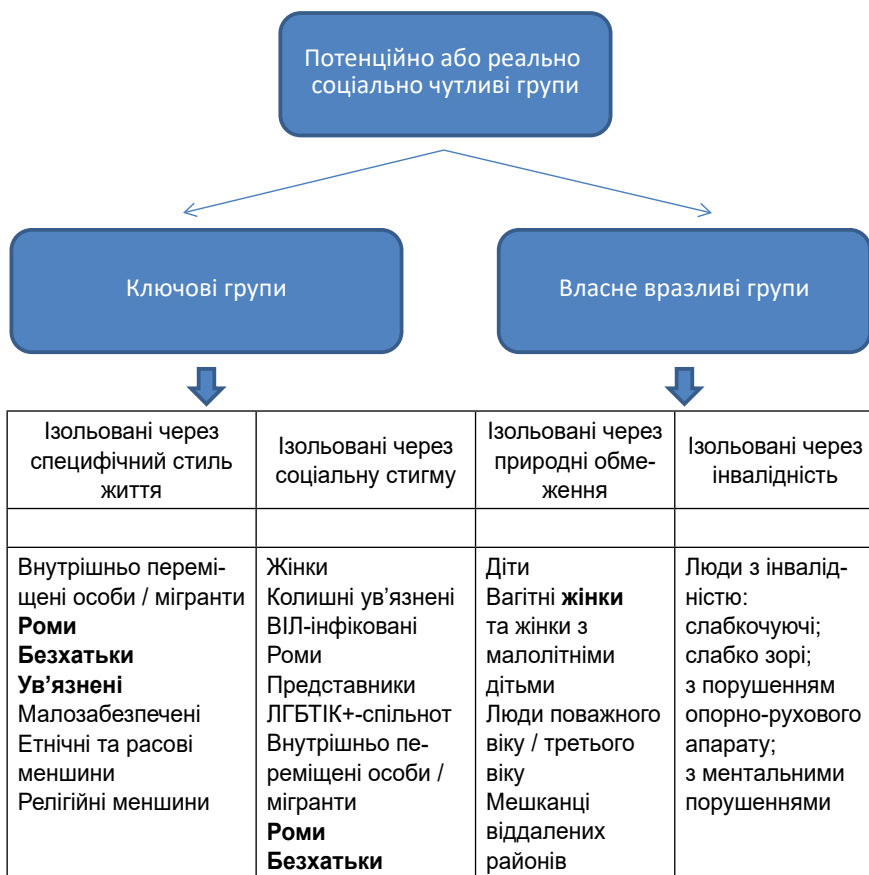 Потенційно або реально
соціально чутливі групи
Ключові групи
Власне вразливі групи
Ізольовані через
специфічний стиль
життя
Ізольовані через
соціальну стигму
Ізольовані через
природні обме-
ження
Ізольовані через
інвалідність
Внутрішньо перемі-
щені особи / мігранти
Роми
Безхатьки
Ув’язнені
Малозабезпечені
Етнічні та расові
меншини
Релігійні меншини
Жінки
Колишні ув’язнені
ВІЛ-інфіковані
Роми
Представники
ЛГБТІК+-спільнот
Внутрішньо пе-
реміщені особи /
мігранти
Роми
Безхатьки
Діти
Вагітні жінки
та жінки з
малолітніми
дітьми
Люди поважного
віку / третього
віку
Мешканці
віддалених
районів
Люди з інвалід-
ністю:
слабкочуючі;
слабко зорі;
з порушенням
опорно-рухового
апарату;
з ментальними
порушеннями